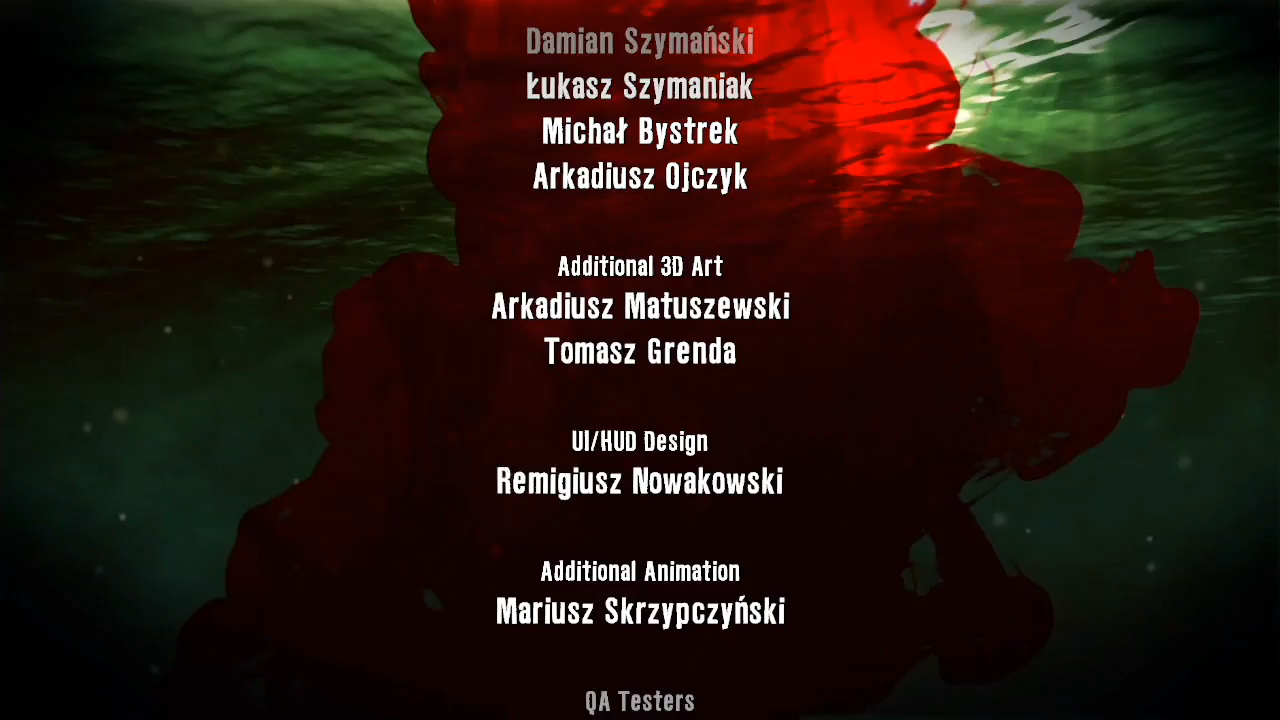 Damian Szymański
Łukasz Szymaniak
Michał Bystrek
Arkadiusz Ojczyk
Additional 3D Art
Arkadiusz Matuszewski
Tomasz Grenda
UI/HUD Design
Remigiusz Nowakowski
Additional Animation
Mariusz Skrzypczyński
QA Testers